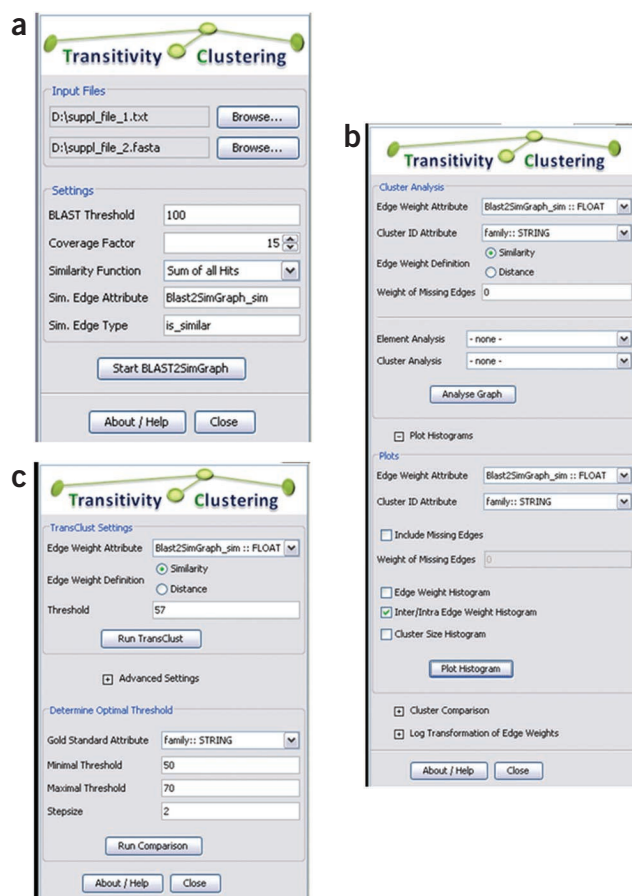 a
Transitivity Clustering
Input Files
D:\suppl_file_1.txt Browse...
D:\suppl_file_2.fasta Browse...
Settings
BLAST Threshold 100
Coverage Factor 15
Similarity Function Sum of all Hits
Sim. Edge Attribute Blast2SimGraph_sim
Sim. Edge Type is_similar
Start BLAST2SimGraph
About / Help Close
b
Transitivity Clustering
Cluster Analysis
Edge Weight Attribute Blast2SimGraph_sim :: FLOAT
Cluster ID Attribute family:: STRING
Edge Weight Definition Similarity
Distance
Weight of Missing Edges 0
Element Analysis - none -
Cluster Analysis - none -
Analyse Graph
Plot Histograms
Plots
Edge Weight Attribute Blast2SimGraph_sim :: FLOAT
Cluster ID Attribute family:: STRING
Include Missing Edges
Weight of Missing Edges 0
Edge Weight Histogram
Inter/Intra Edge Weight Histogram
Cluster Size Histogram
Plot Histogram
Cluster Comparison
Log Transformation of Edge Weights
About / Help Close
c
Transitivity Clustering
TransClust Settings
Edge Weight Attribute Blast2SimGraph_sim :: FLOAT
Edge Weight Definition Similarity
Distance
Threshold 57
Run TransClust
Advanced Settings
Determine Optimal Threshold
Gold Standard Attribute family:: STRING
Minimal Threshold 50
Maximal Threshold 70
Stepsize 2
Run Comparison
About / Help Close